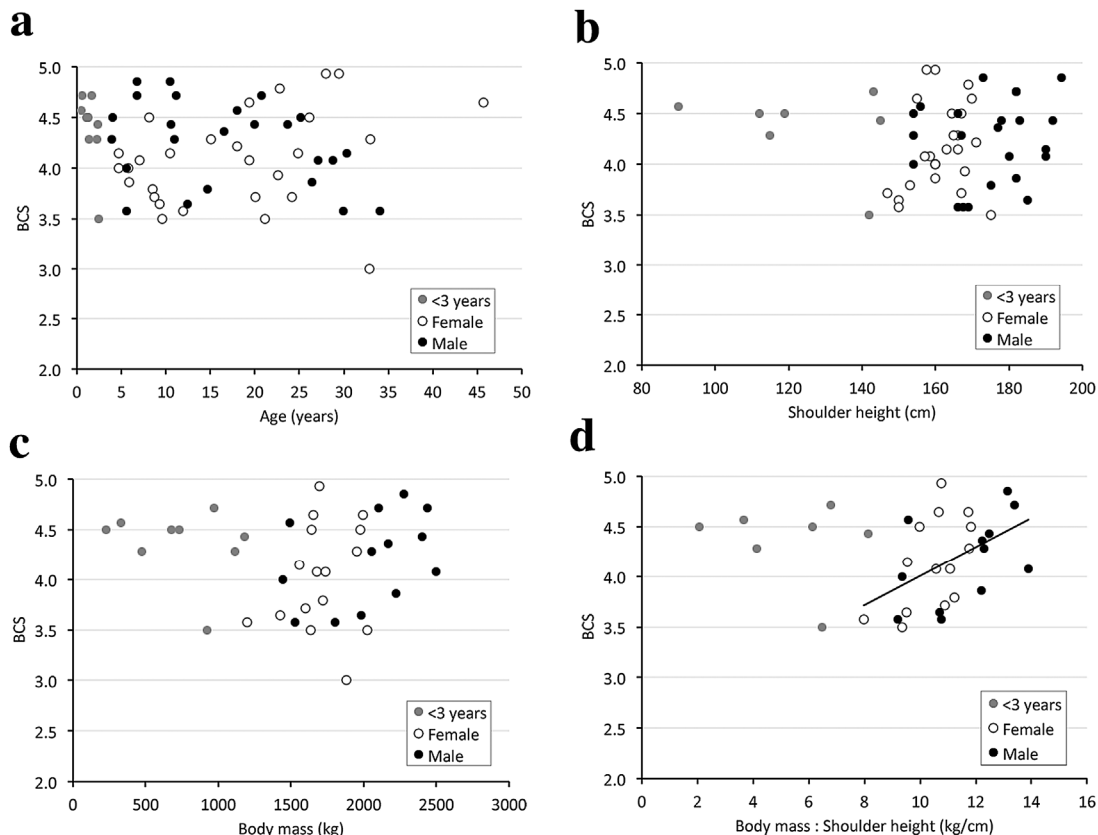 a
5.0
4.5
4.0
3.5
3.0
2.5
2.0
BCS
0 5 10 15 20 25 30 35 40 45 50
Age (years)
<3 years
Female
Male
b
5.0
4.5
4.0
3.5
3.0
2.5
2.0
BCS
80 100 120 140 160 180 200
Shoulder height (cm)
<3 years
Female
Male
c
5.0
4.5
4.0
3.5
3.0
2.5
2.0
BCS
0 500 1000 1500 2000 2500 3000
Body mass (kg)
<3 years
Female
Male
d
5.0
4.5
4.0
3.5
3.0
2.5
2.0
BCS
0 2 4 6 8 10 12 14 16
Body mass : Shoulder height (kg/cm)
<3 years
Female
Male